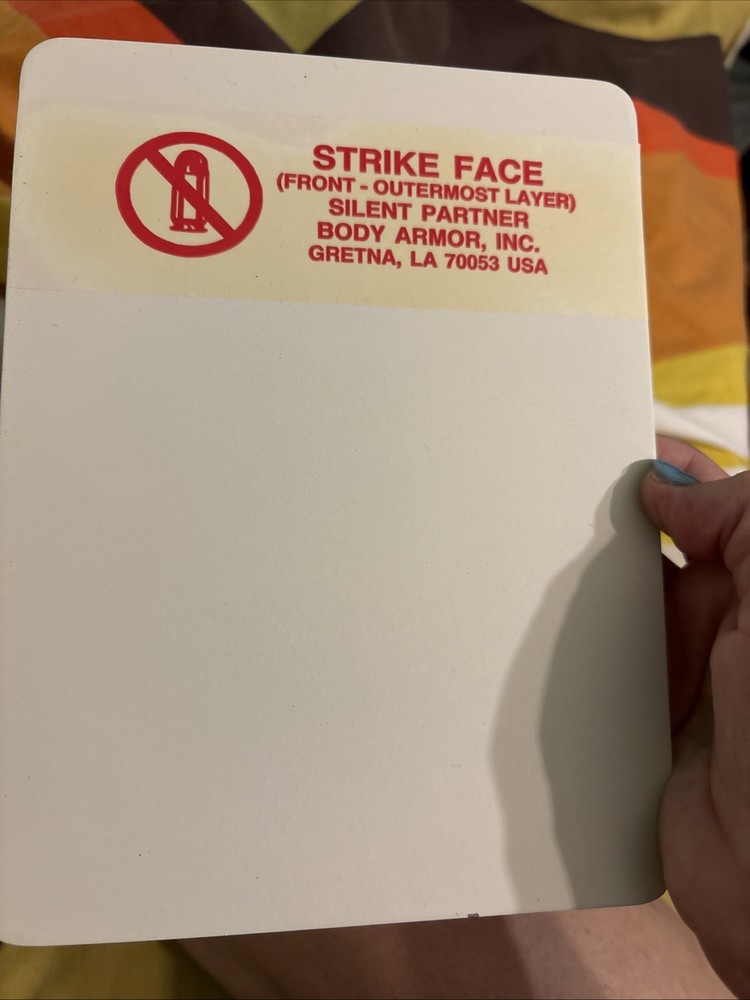 STRIKE FACE
(FRONT - OUTERMOST LAYER)
SILENT PARTNER
BODY ARMOR, INC.
GRETNA, LA 70053 USA